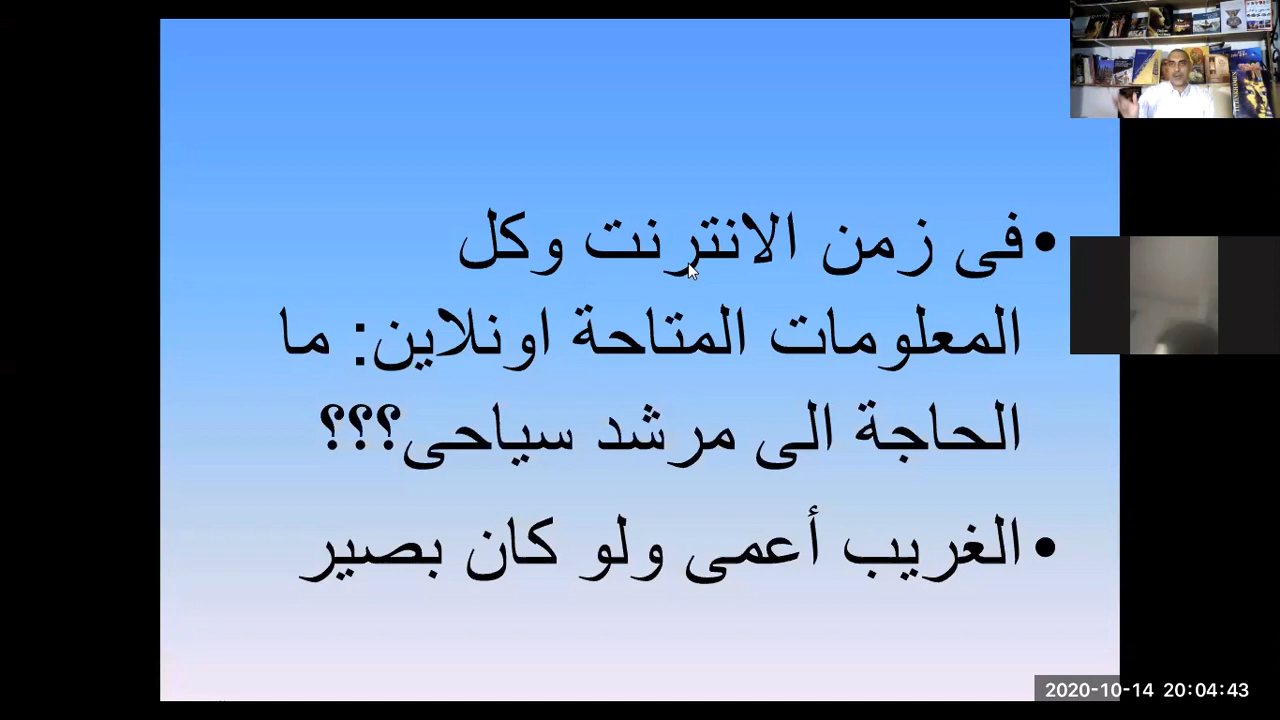 • فى زمن الانترنت وكل
المعلومات المتاحة اونلاين: ما
الحاجة الى مرشد سياحى؟؟؟
• الغريب أعمى ولو كان بصير
2020-10-14 20:04:43